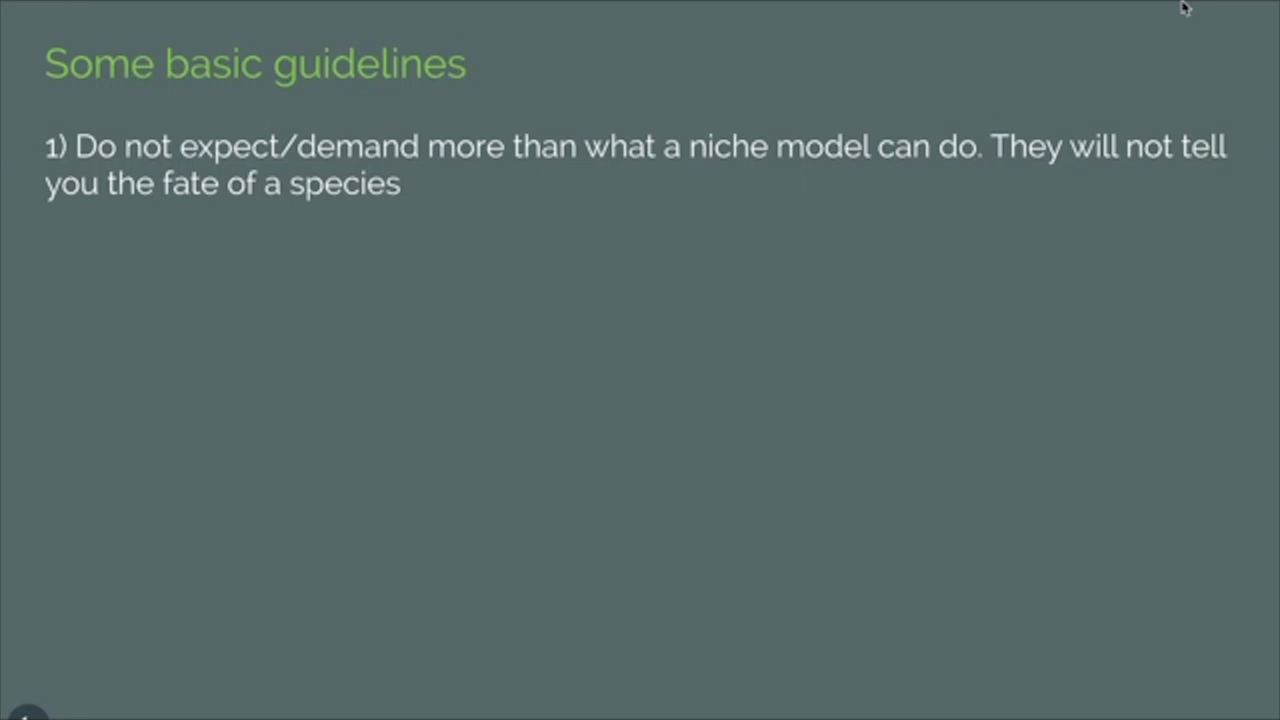 Some basic guidelines
1) Do not expect/demand more than what a niche model can do. They will not tell
you the fate of a species